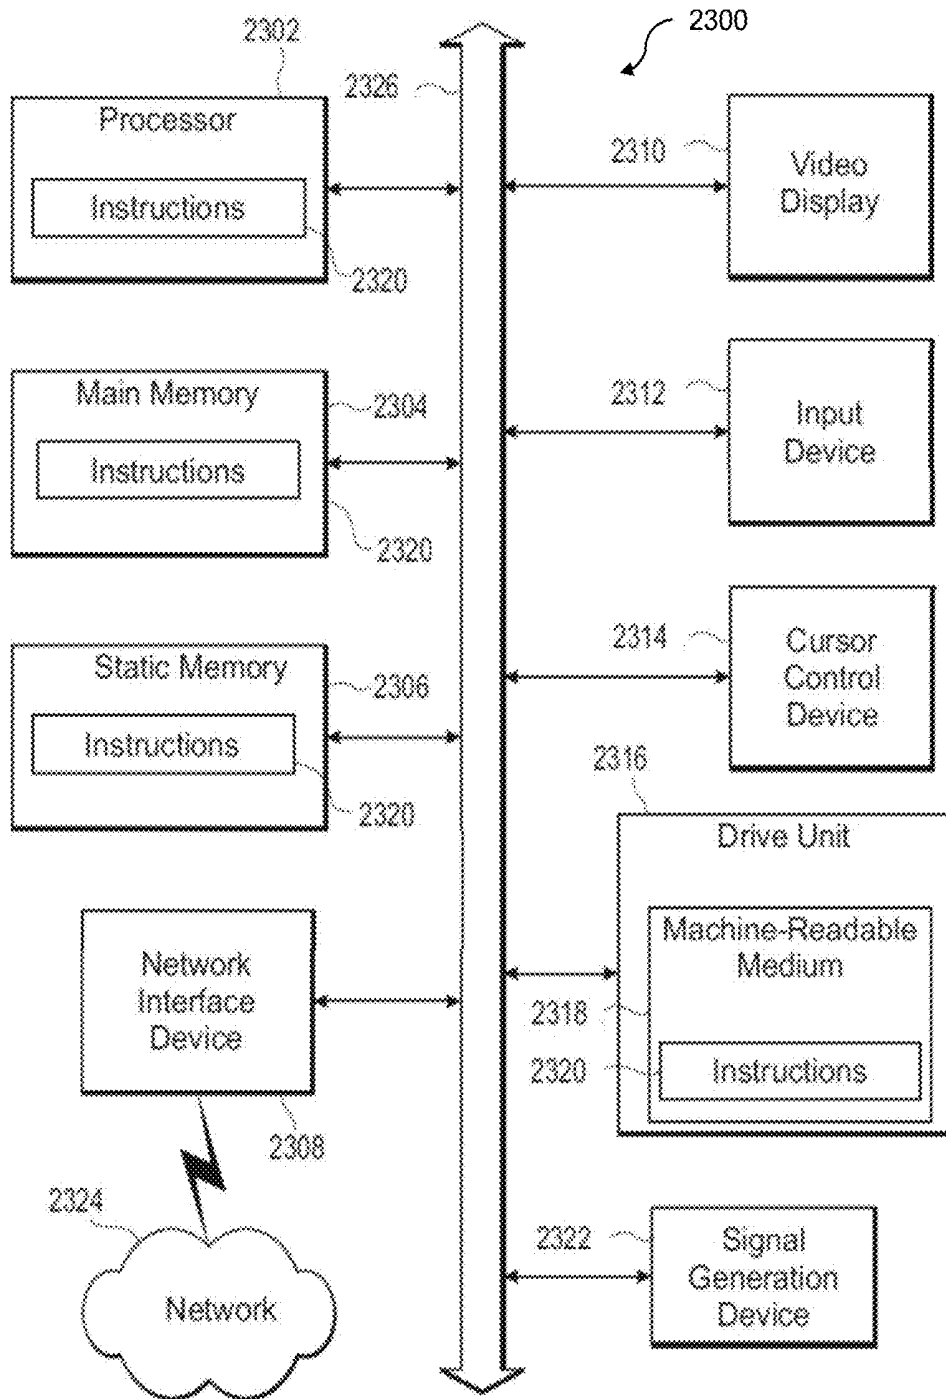 2300
2302
2326
Processor
Instructions
2320
2310
Video
Display
Main Memory
2304
Instructions
2320
2312
Input
Device
Static Memory
2306
Instructions
2320
2314
Cursor
Control
Device
2316
Drive Unit
Machine-Readable
Medium
2318
2320
Instructions
Network
Interface
Device
2308
2324
Network
2322
Signal
Generation
Device